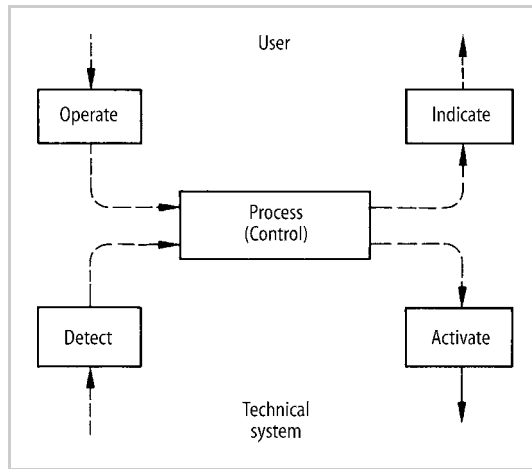 User
Operate
Indicate
Process
(Control)
Detect
Activate
Technical
system